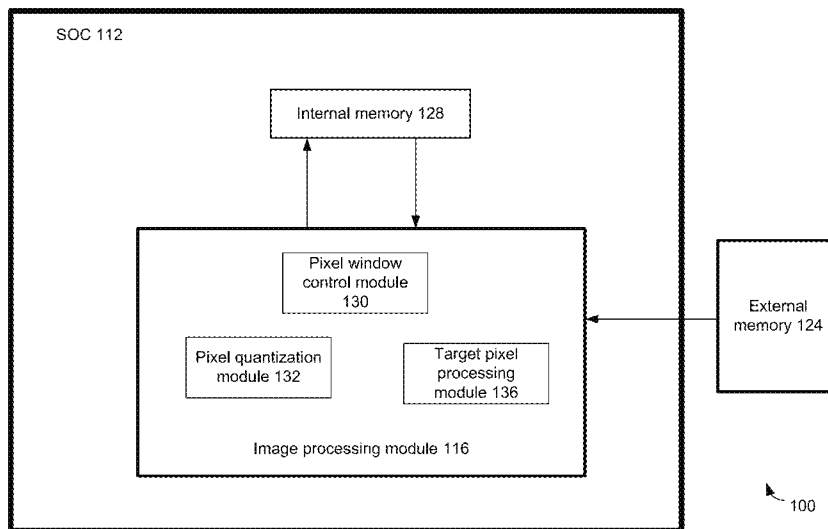 SOC 112
Internal memory 128
Pixel window
control module
130
Pixel quantization
module 132
Target pixel
processing
module 136
Image processing module 116
External
memory 124
100